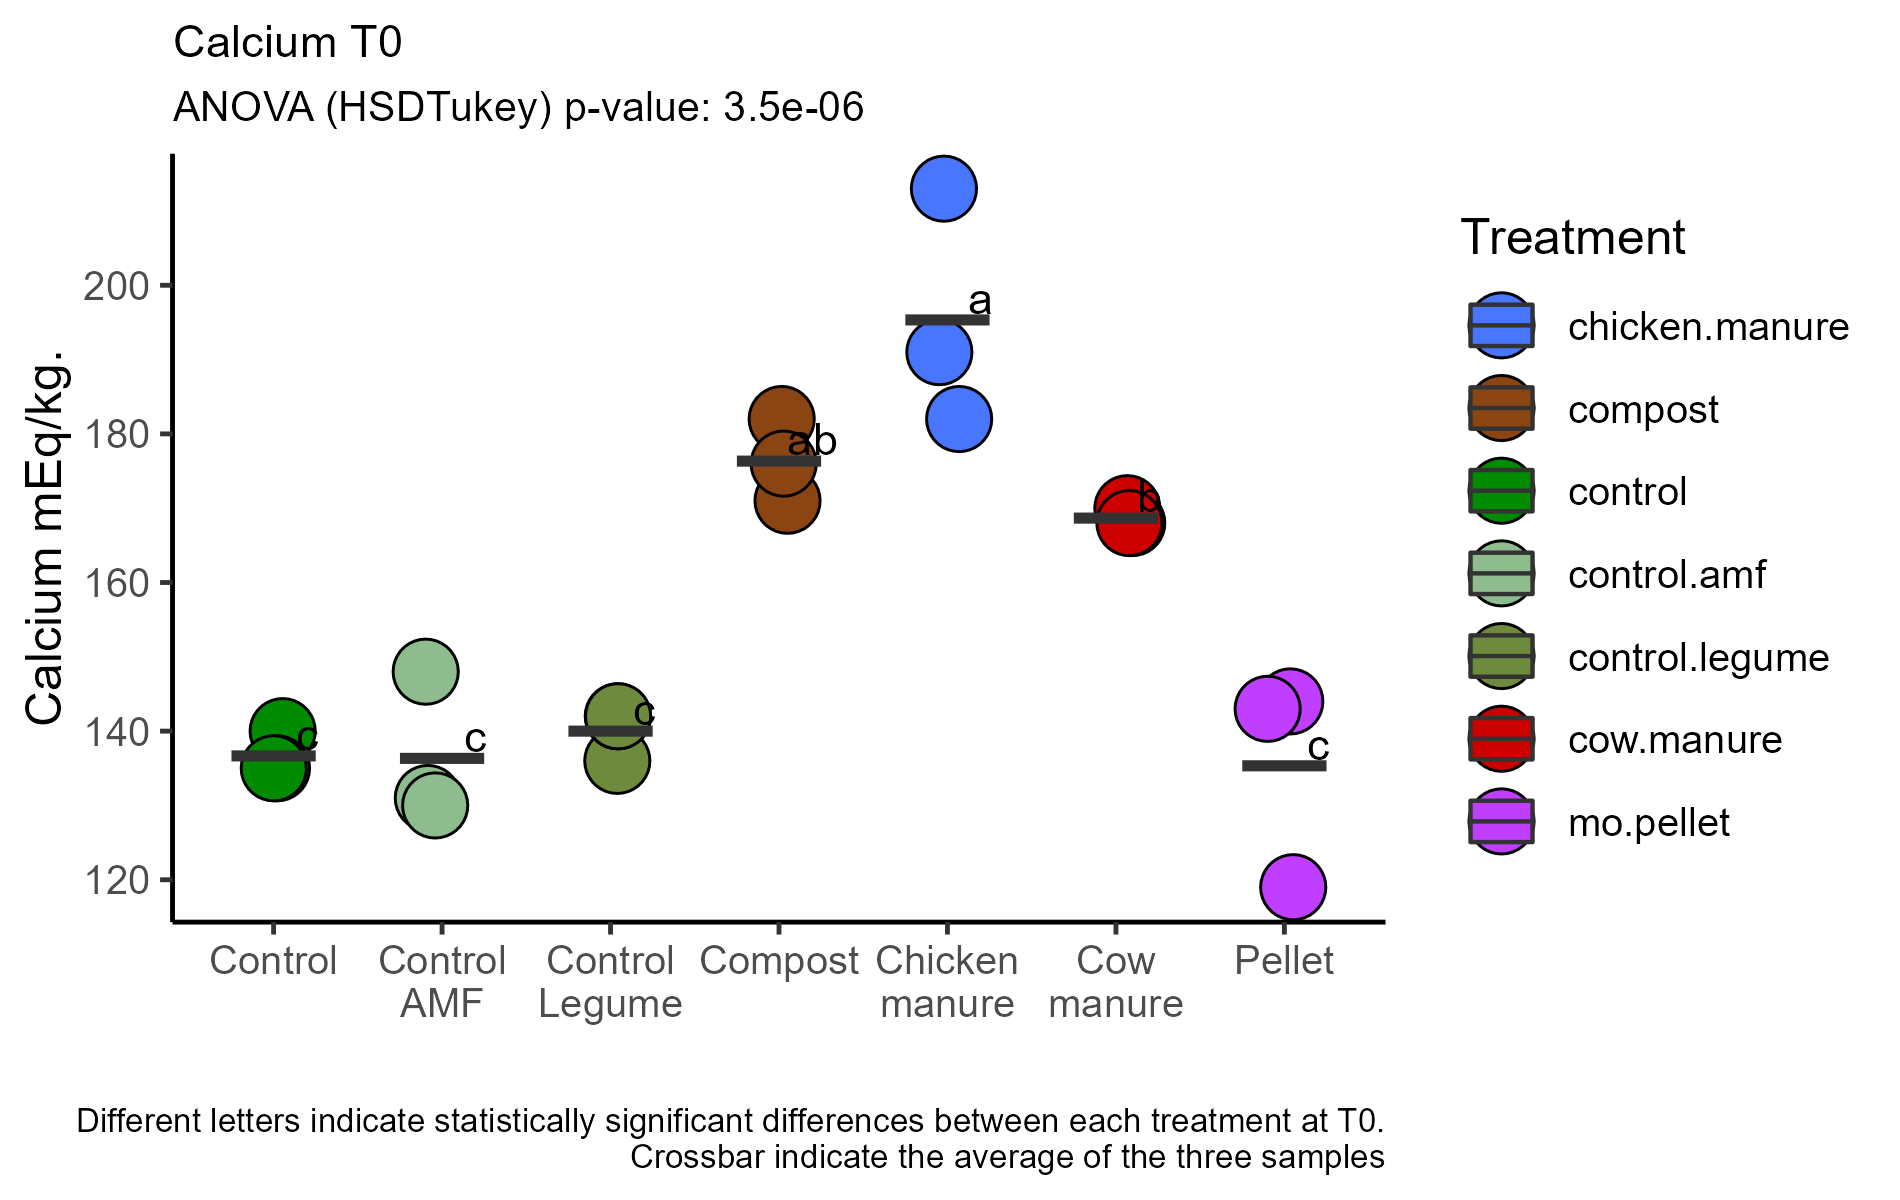 Calcium T0
ANOVA (HSDTukey) p-value: 3.5e-06
Calcium mEq/kg.
200
180
160
140
120
a
ab
b
c
c
c
c
Control
Control
AMF
Control
Legume
Compost
Chicken
manure
Cow
manure
Pellet
Treatment
chicken.manure
compost
control
control.amf
control.legume
cow.manure
mo.pellet
Different letters indicate statistically significant differences between each treatment at T0.
Crossbar indicate the average of the three samples